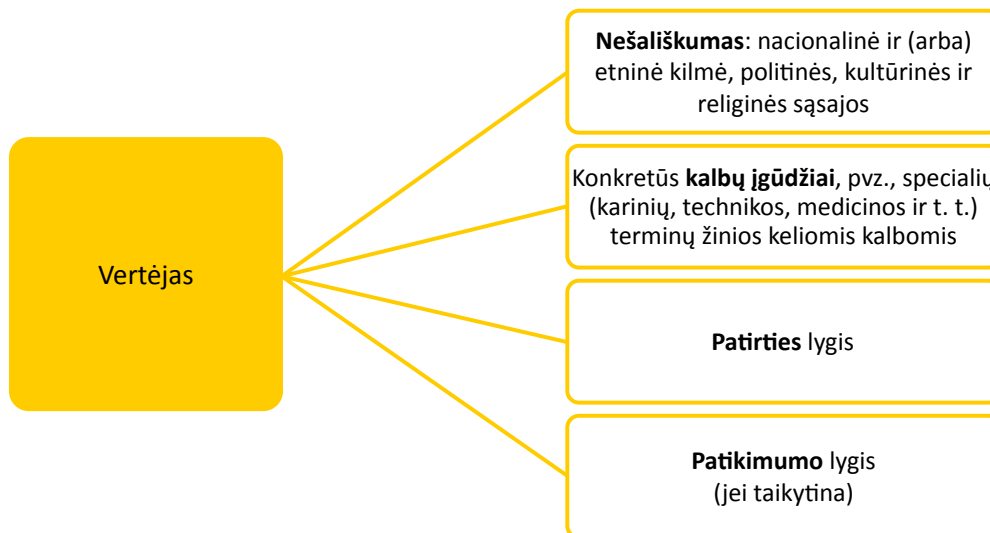 Vertėjas
Nešališkumas: nacionalinė ir (arba)
etninė kilmė, politinės, kultūrinės ir
religinės sąsajos
Konkretūs kalbų įgūdžiai, pvz., specialių
(karinių, technikos, medicinos ir t. t.)
terminų žinios keliomis kalbomis
Patirties lygis
Patikimumo lygis
(jei taikytina)